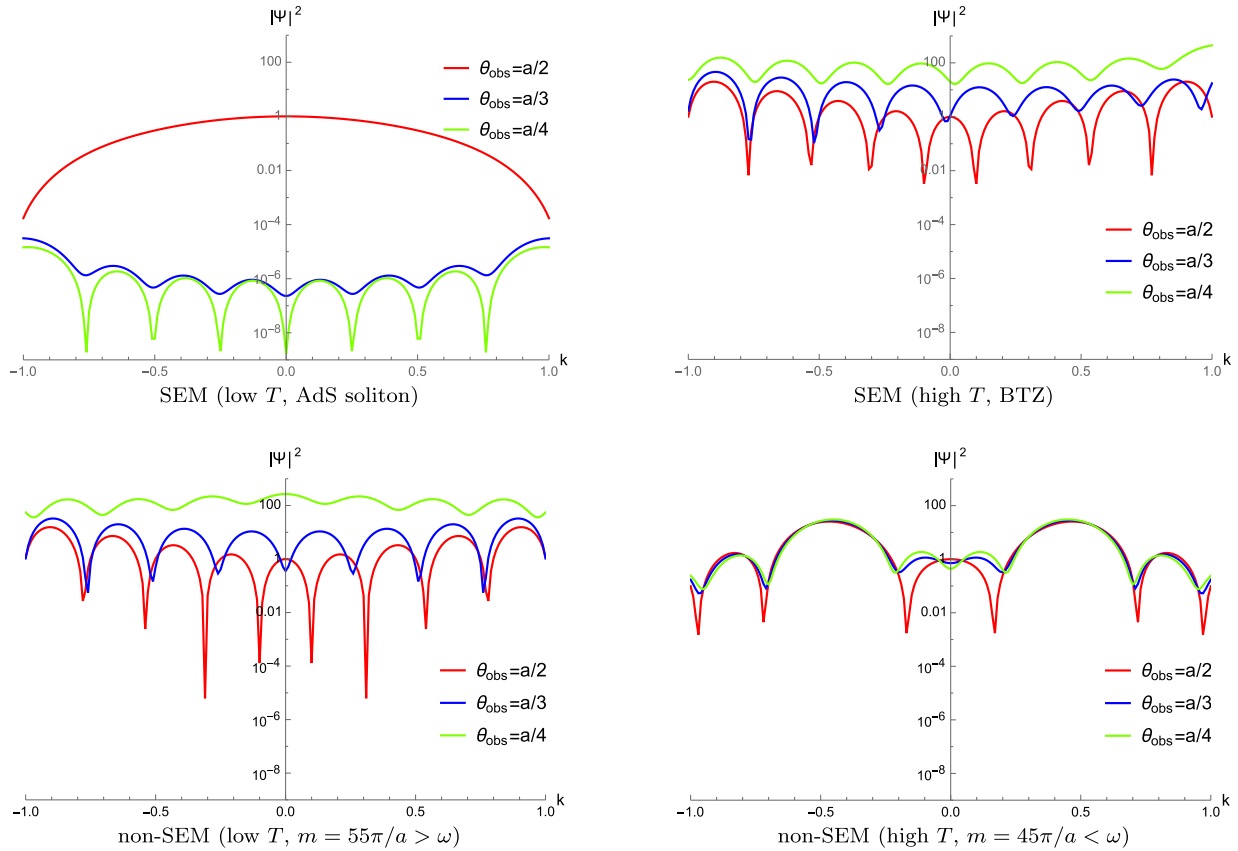 |Ψ|²
100
1
0.01
10⁻⁴
10⁻⁶
10⁻⁸
θobs=a/2
θobs=a/3
θobs=a/4
-1.0 -0.5 0.0 0.5 1.0 k
SEM (low T, AdS soliton)
|Ψ|²
100
1
0.01
10⁻⁴
10⁻⁶
10⁻⁸
θobs=a/2
θobs=a/3
θobs=a/4
-1.0 -0.5 0.0 0.5 1.0 k
SEM (high T, BTZ)
|Ψ|²
100
1
0.01
10⁻⁴
10⁻⁶
10⁻⁸
θobs=a/2
θobs=a/3
θobs=a/4
-1.0 -0.5 0.0 0.5 1.0 k
non-SEM (low T, m = 55π/a > ω)
|Ψ|²
100
1
0.01
10⁻⁴
10⁻⁶
10⁻⁸
θobs=a/2
θobs=a/3
θobs=a/4
-1.0 -0.5 0.0 0.5 1.0 k
non-SEM (high T, m = 45π/a < ω)